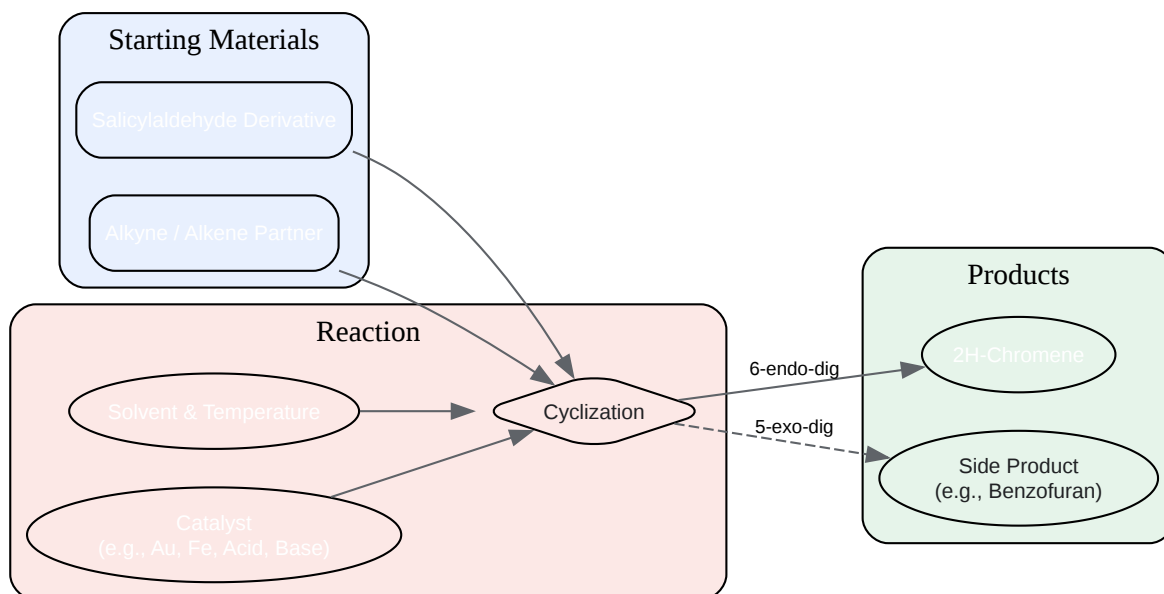 Starting Materials
Salicylaldehyde Derivative
Alkyne / Alkene Partner
Reaction
Solvent & Temperature
Catalyst
(e.g., Au, Fe, Acid, Base)
Cyclization
6-endo-dig
5-exo-dig
Products
2H-Chromene
Side Product
(e.g., Benzofuran)